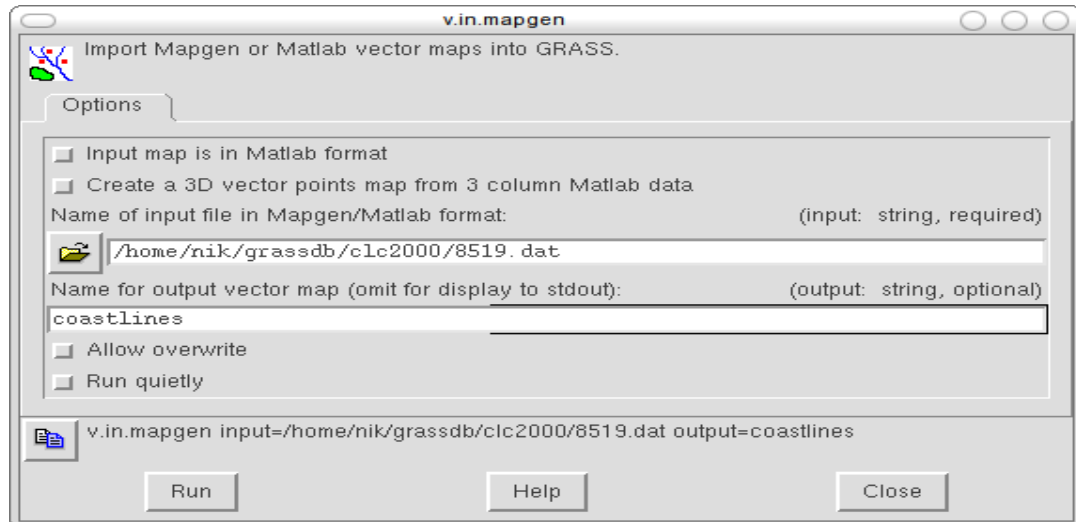 v.in.mapgen
Import Mapgen or Matlab vector maps into GRASS.
Options
Input map is in Matlab format
Create a 3D vector points map from 3 column Matlab data
Name of input file in Mapgen/Matlab format: (input: string, required)
/home/nik/grassdb/clc2000/8519.dat
Name for output vector map (omit for display to stdout): (output: string, optional)
coastlines
Allow overwrite
Run quietly
v.in.mapgen input=/home/nik/grassdb/clc2000/8519.dat output=coastlines
Run Help Close